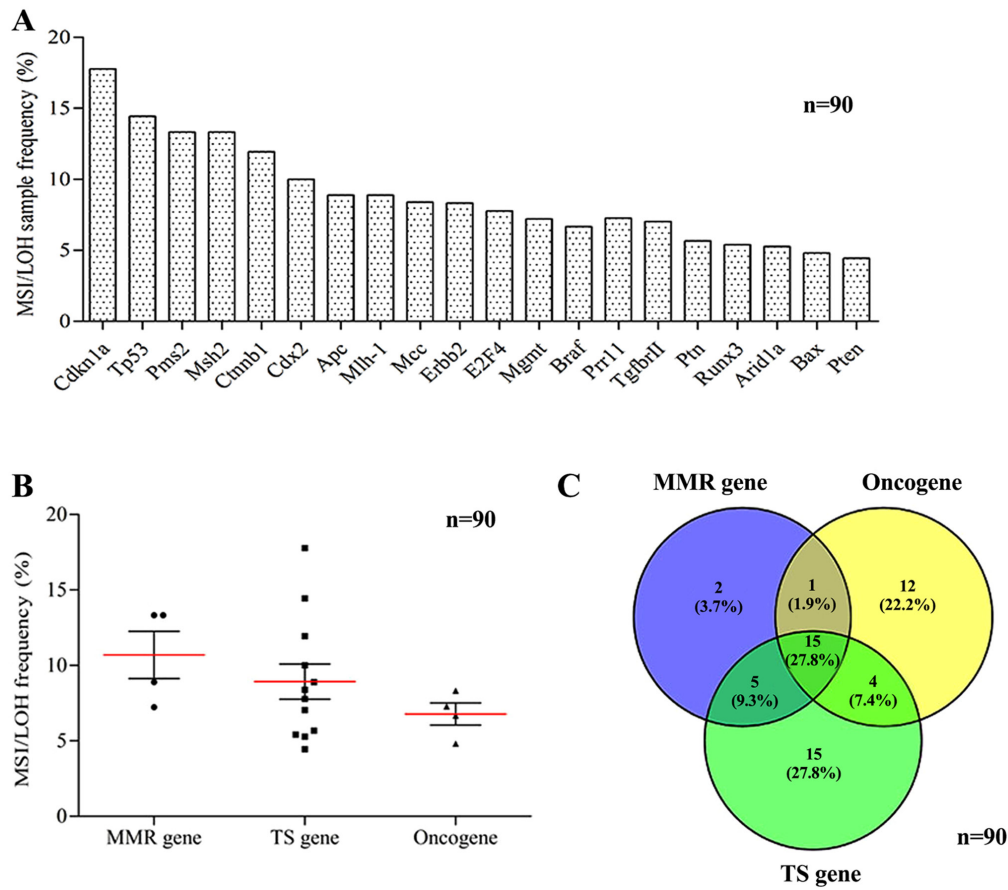 A
MSI/LOH sample frequency (%)
20
15
10
5
0
n=90
Cdkn1a
Tp53
Pms2
Msh2
Ctnnb1
Cdx2
Apc
Mlh-1
Mcc
Erbb2
E2F4
Mgmt
Braf
Prr11
TgfbrII
Ptn
Runx3
Arid1a
Bax
Pten
B
MSI/LOH frequency (%)
20
15
10
5
0
n=90
MMR gene
TS gene
Oncogene
C
MMR gene
Oncogene
2
(3.7%)
1
(1.9%)
12
(22.2%)
15
(27.8%)
5
(9.3%)
4
(7.4%)
15
(27.8%)
n=90
TS gene